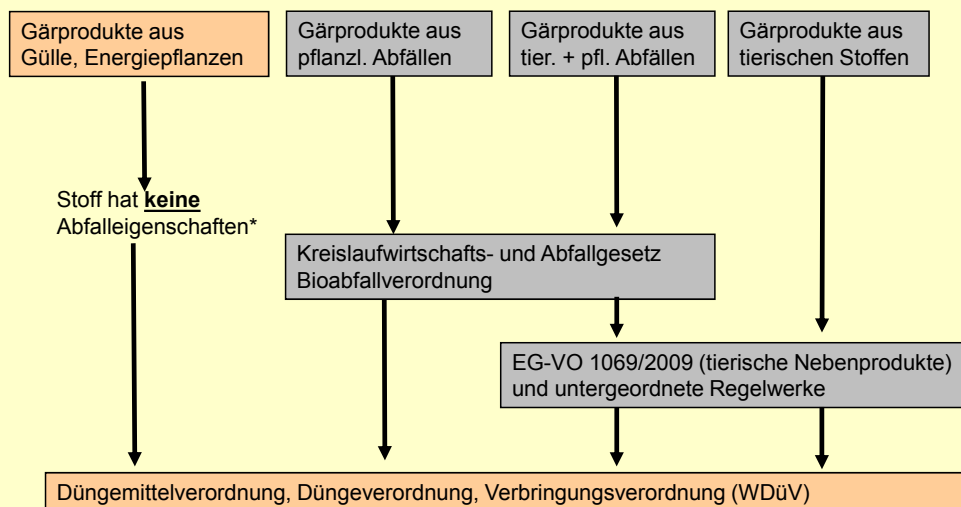 Gärprodukte aus
Gülle, Energiepflanzen
Gärprodukte aus
pflanzl. Abfällen
Gärprodukte aus
tier. + pfl. Abfällen
Gärprodukte aus
tierischen Stoffen
Stoff hat keine
Abfalleigenschaften*
Kreislaufwirtschafts- und Abfallgesetz
Bioabfallverordnung
EG-VO 1069/2009 (tierische Nebenprodukte)
und untergeordnete Regelwerke
Düngemittelverordnung, Düngeverordnung, Verbringungsverordnung (WDüV)